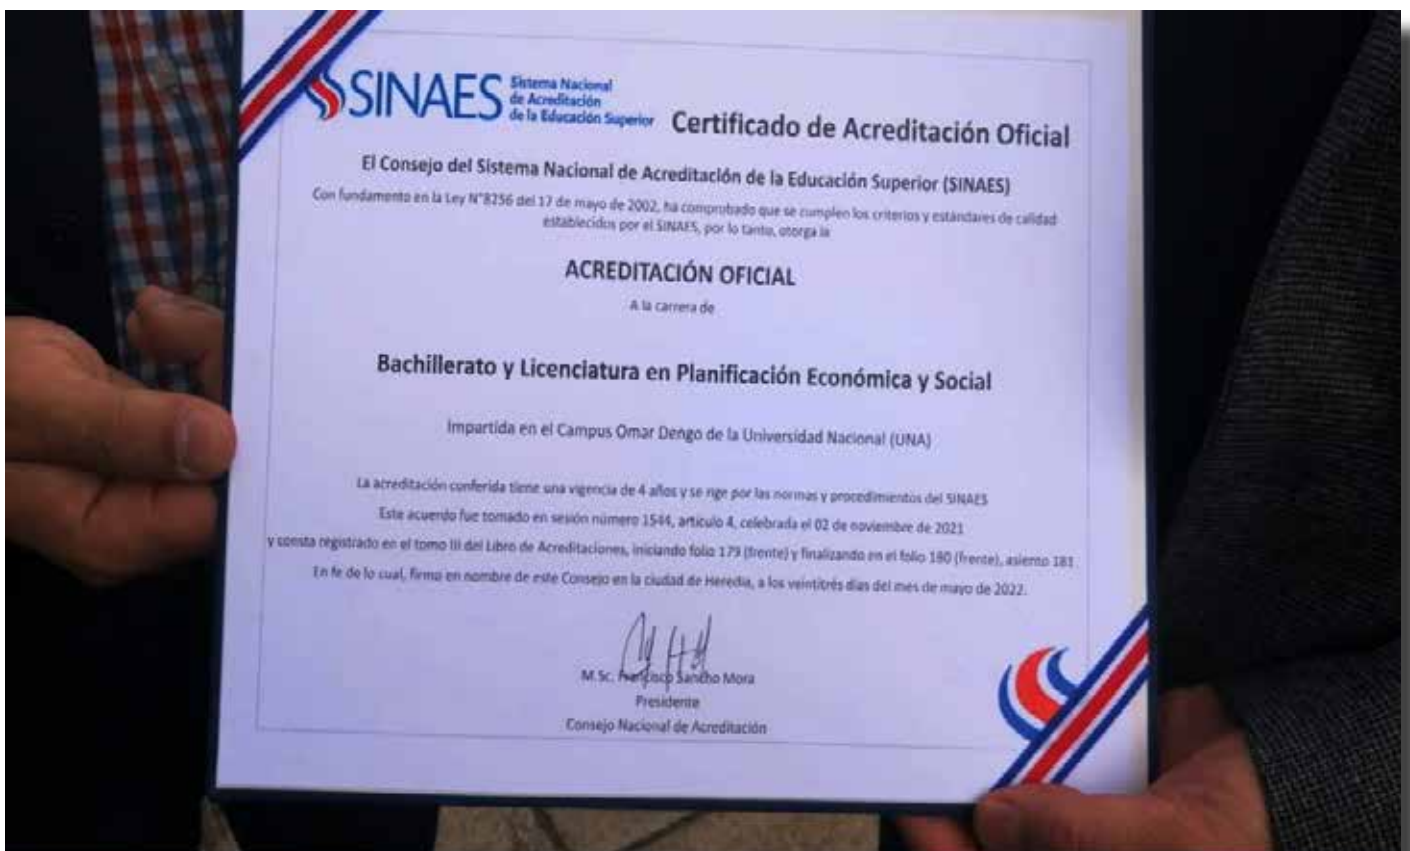 SINAES
Sistema Nacional
de Acreditación
de la Educación Superior
Certificado de Acreditación Oficial
El Consejo del Sistema Nacional de Acreditación de la Educación Superior (SINAES)
Con fundamento en la Ley N°8256 del 17 de mayo de 2002, ha comprobado que se cumplen los criterios y estándares de calidad
establecidos por el SINAES, por lo tanto, otorga la
ACREDITACIÓN OFICIAL
A la carrera de
Bachillerato y Licenciatura en Planificación Económica y Social
Impartida en el Campus Omar Dengo de la Universidad Nacional (UNA)
La acreditación conferida tiene una vigencia de 4 años y se rige por las normas y procedimientos del SINAES
Este acuerdo fue tomado en sesión número 1544, artículo 4, celebrada el 02 de noviembre de 2021
y consta registrado en el tomo III del Libro de Acreditaciones, iniciando folio 179 (frente) y finalizando en el folio 180 (frente), asiento 181
En fe de lo cual, firmo en nombre de este Consejo en la ciudad de Heredia, a los veintitrés días del mes de mayo de 2022.
M.Sc. Francisco Sancho Mora
Presidente
Consejo Nacional de Acreditación